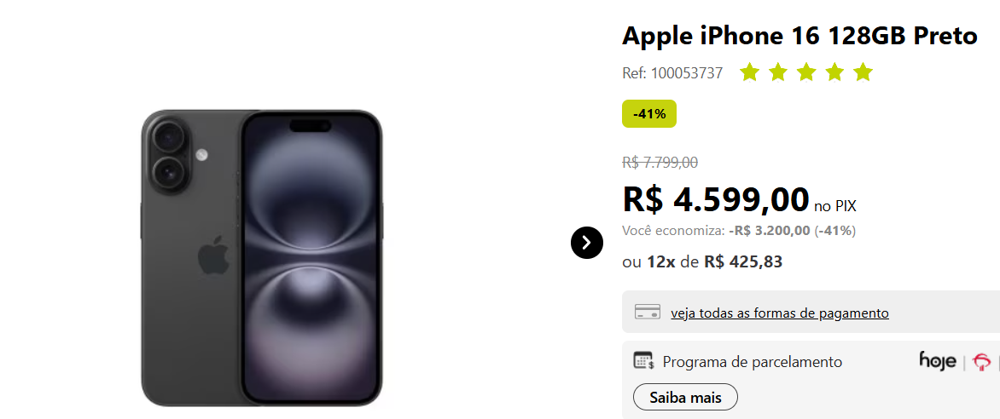 Apple iPhone 16 128GB Preto
Ref: 100053737
-41%
R$ 7.799,00
R$ 4.599,00 no PIX
Você economiza: -R$ 3.200,00 (-41%)
ou 12x de R$ 425,83
veja todas as formas de pagamento
Programa de parcelamento hoje
Saiba mais